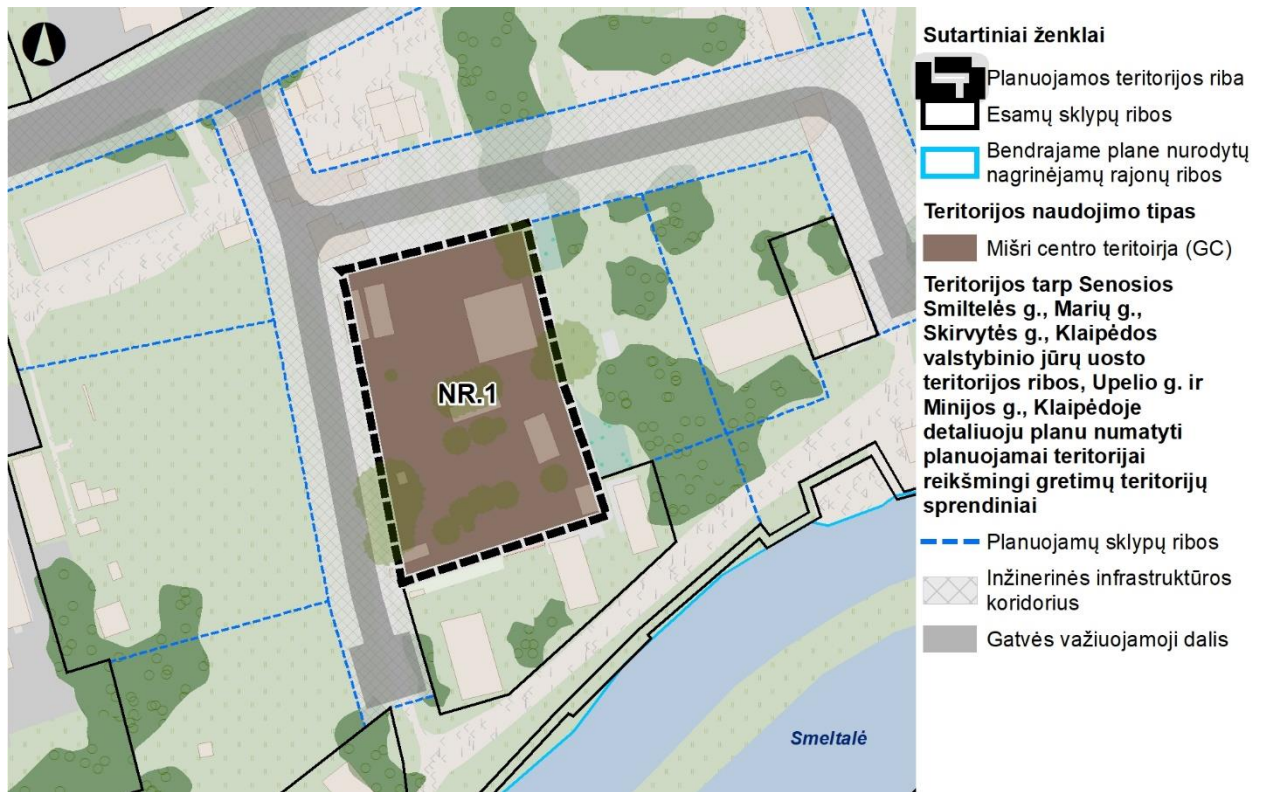 NR.1
Smeltalė
Sutartiniai ženklai
Planuojamos teritorijos riba
Esamų sklypų ribos
Bendrajame plane nurodytų
nagrinėjamų rajonų ribos
Teritorijos naudojimo tipas
Mišri centro teritoirja (GC)
Teritorijos tarp Senosios
Smiltelės g., Marių g.,
Skirvytės g., Klaipėdos
valstybinio jūrų uosto
teritorijos ribos, Upelio g. ir
Minijos g., Klaipėdoje
detaliuoju planu numatyti
planuojamai teritorijai
reikšmingi gretimų teritorijų
sprendiniai
Planuojamų sklypų ribos
Inžinerinės infrastruktūros
koridorius
Gatvės važiuojamoji dalis